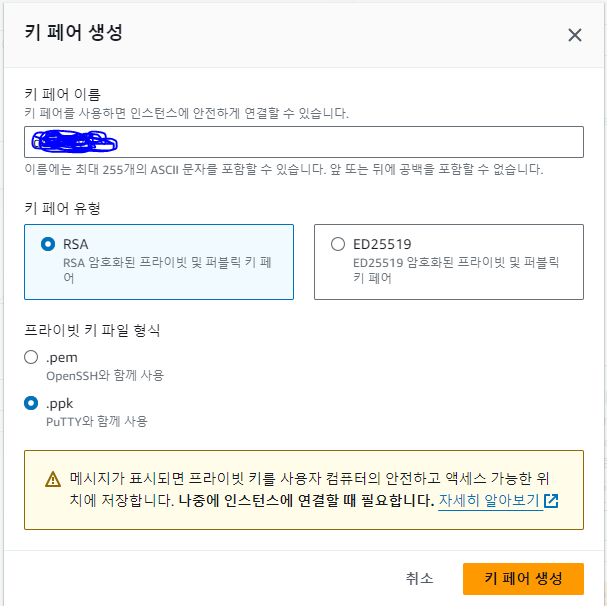 키 페어 생성
키 페어 이름
키 페어를 사용하면 인스턴스에 안전하게 연결할 수 있습니다.
이름에는 최대 255개의 ASCII 문자를 포함할 수 있습니다. 앞 또는 뒤에 공백을 포함할 수 없습니다.
키 페어 유형
RSA
RSA 암호화된 프라이빗 및 퍼블릭 키 페
어
ED25519
ED25519 암호화된 프라이빗 및 퍼블릭
키 페어
프라이빗 키 파일 형식
.pem
OpenSSH와 함께 사용
.ppk
PuTTY와 함께 사용
메시지가 표시되면 프라이빗 키를 사용자 컴퓨터의 안전하고 액세스 가능한 위
치에 저장합니다. 나중에 인스턴스에 연결할 때 필요합니다. 자세히 알아보기
취소
키 페어 생성